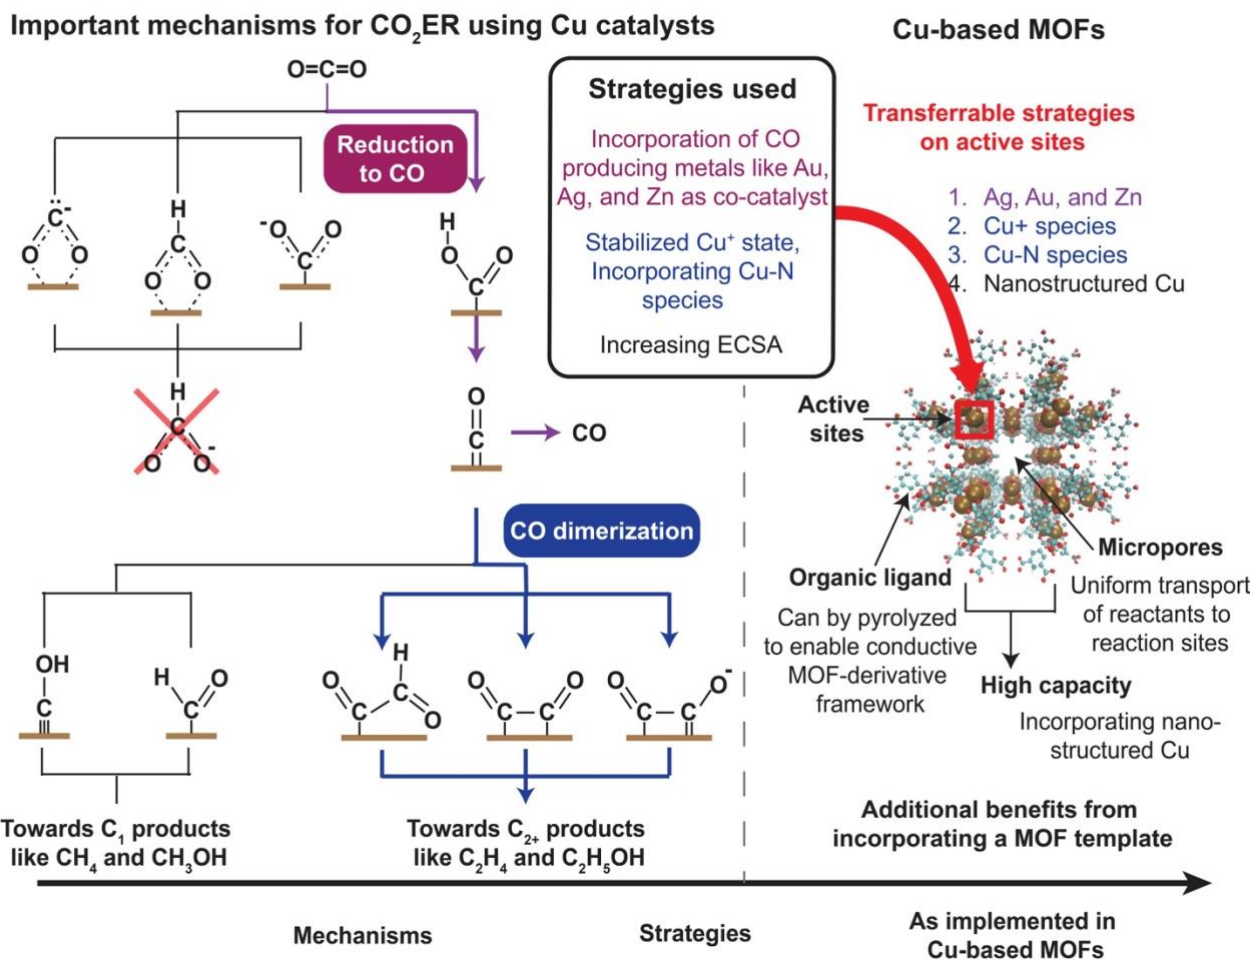 Important mechanisms for CO2ER using Cu catalysts
Cu-based MOFs
O=C=O
Reduction
to CO
C-
O O
H
C
O O
-O O
C
H
O O
C
H
C
O O-
O
C
CO
CO dimerization
OH
C
H O
C
H
O C
C O
O O
C C
O O-
C C
Towards C1 products
like CH4 and CH3OH
Towards C2+ products
like C2H4 and C2H5OH
Strategies used
Incorporation of CO
producing metals like Au,
Ag, and Zn as co-catalyst
Stabilized Cu+ state,
Incorporating Cu-N
species
Increasing ECSA
Transferrable strategies
on active sites
1. Ag, Au, and Zn
2. Cu+ species
3. Cu-N species
4. Nanostructured Cu
Active
sites
Organic ligand
Can by pyrolyzed
to enable conductive
MOF-derivative
framework
Micropores
Uniform transport
of reactants to
reaction sites
High capacity
Incorporating nano-
structured Cu
Additional benefits from
incorporating a MOF template
Mechanisms
Strategies
As implemented in
Cu-based MOFs